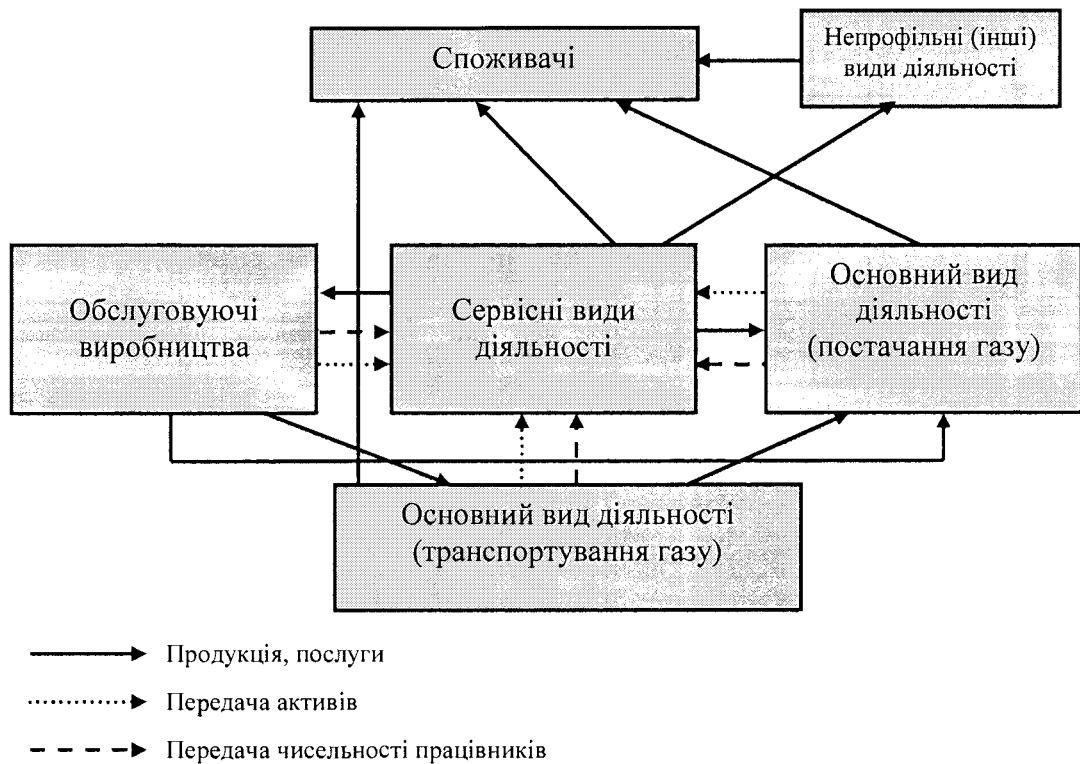 Споживачі
Непрофільні (інші)
види діяльності
Обслуговуючі
виробництва
Сервісні види
діяльності
Основний вид
діяльності
(постачання газу)
Основний вид діяльності
(транспортування газу)
Продукція, послуги
Передача активів
Передача чисельності працівників